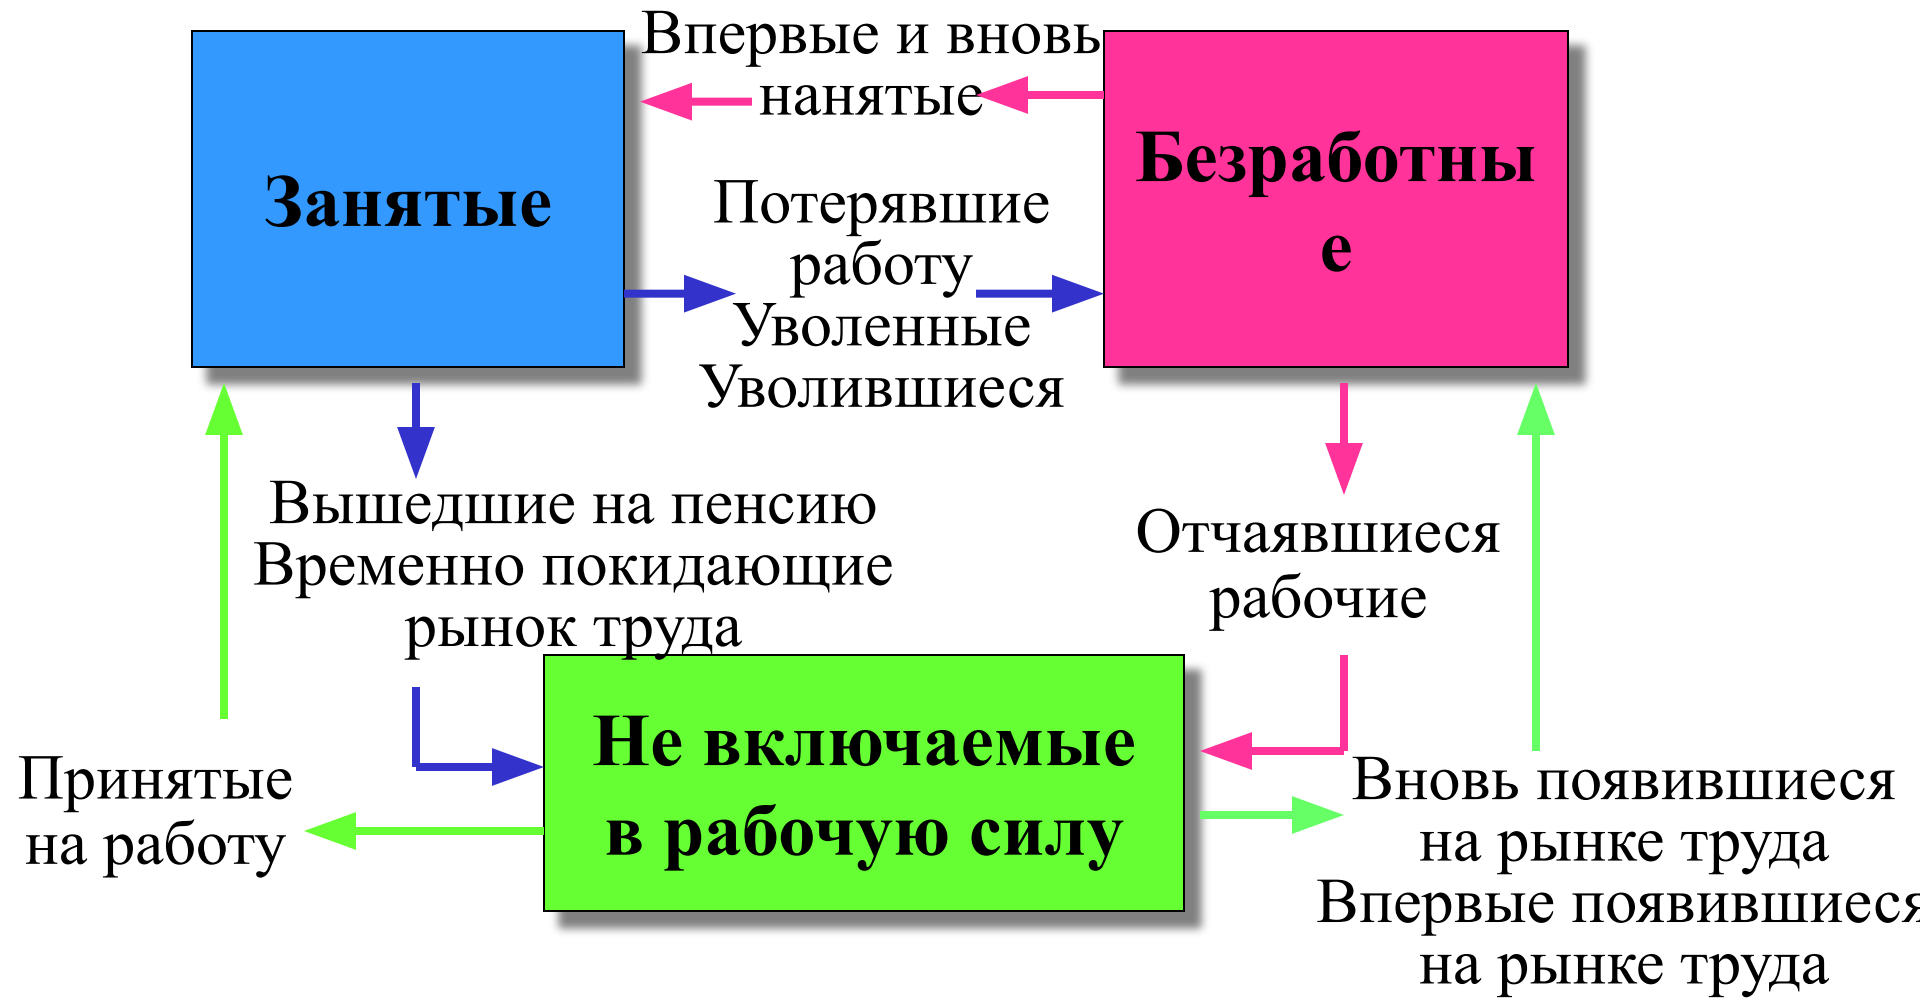 Впервые и вновь
нанятые
Занятые
Безработны
е
Потерявшие
работу
Уволенные
Уволившиеся
Вышедшие на пенсию
Временно покидающие
рынок труда
Отчаявшиеся
рабочие
Не включаемые
в рабочую силу
Принятые
на работу
Вновь появившиеся
на рынке труда
Впервые появившиеся
на рынке труда